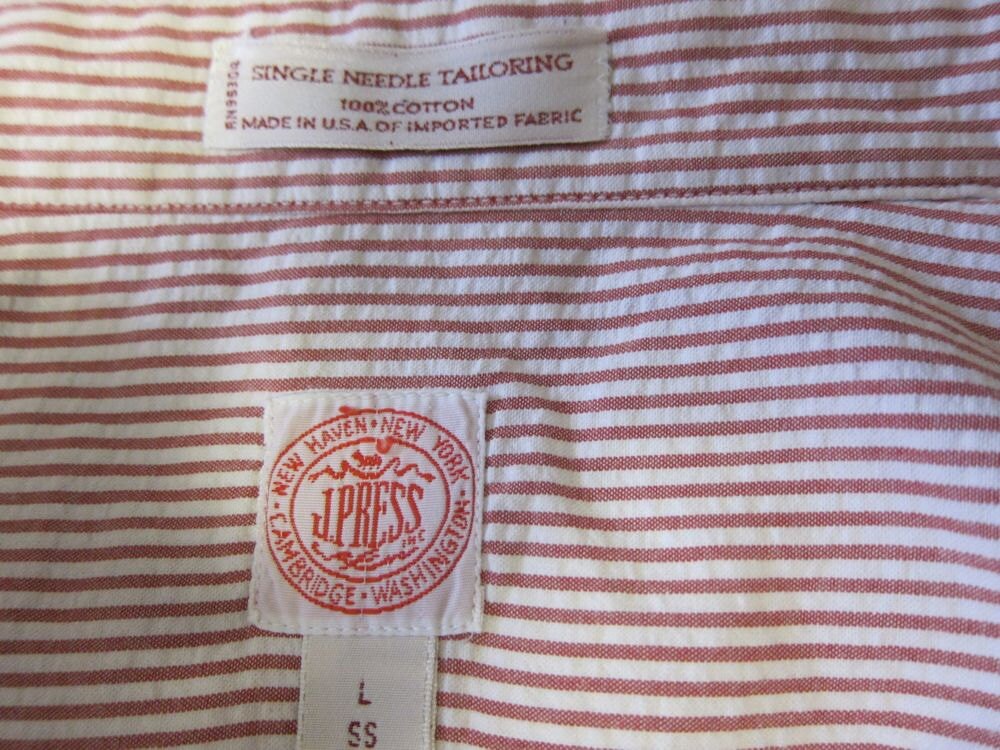 SINGLE NEEDLE TAILORING
100% COTTON
MADE IN U.S.A. OF IMPORTED FABRIC
RN95304
NEW HAVEN • NEW YORK •
J. PRESS
INC
• CAMBRIDGE • WASHINGTON
L
SS